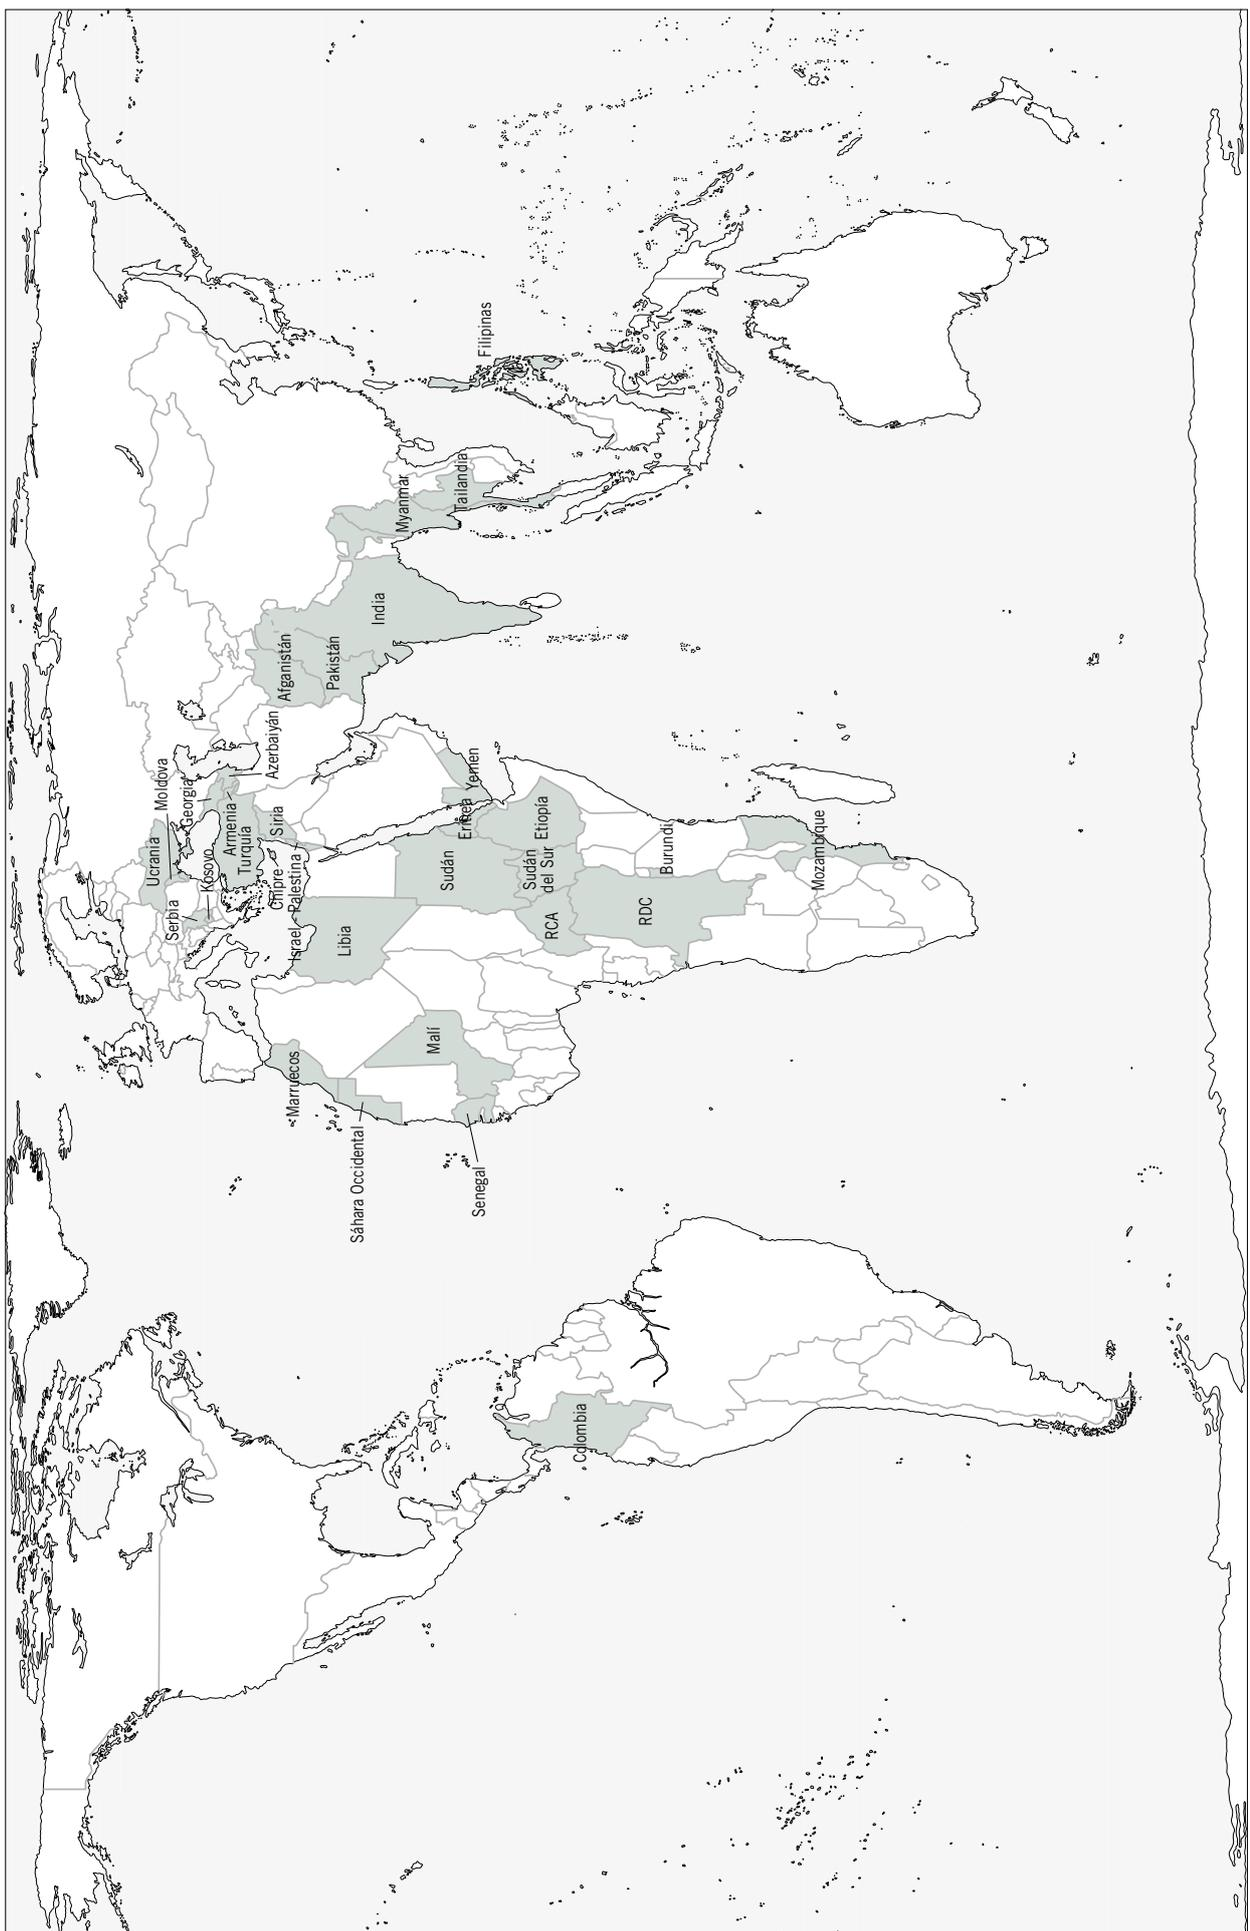 Colombia
Sáhara Occidental
Senegal
Marruecos
Malí
Libia
Israel
Palestina
Serbia
Kosovo
Ucrania
Moldova
Georgia
Armenia
Turquía
Azerbaiyán
Chipre
Siria
RCA
RDC
Sudán
Sudán
del Sur
Eritrea
Etiopía
Yemen
Burundi
Mozambique
Afganistán
Pakistán
India
Myanmar
Tailandia
Filipinas